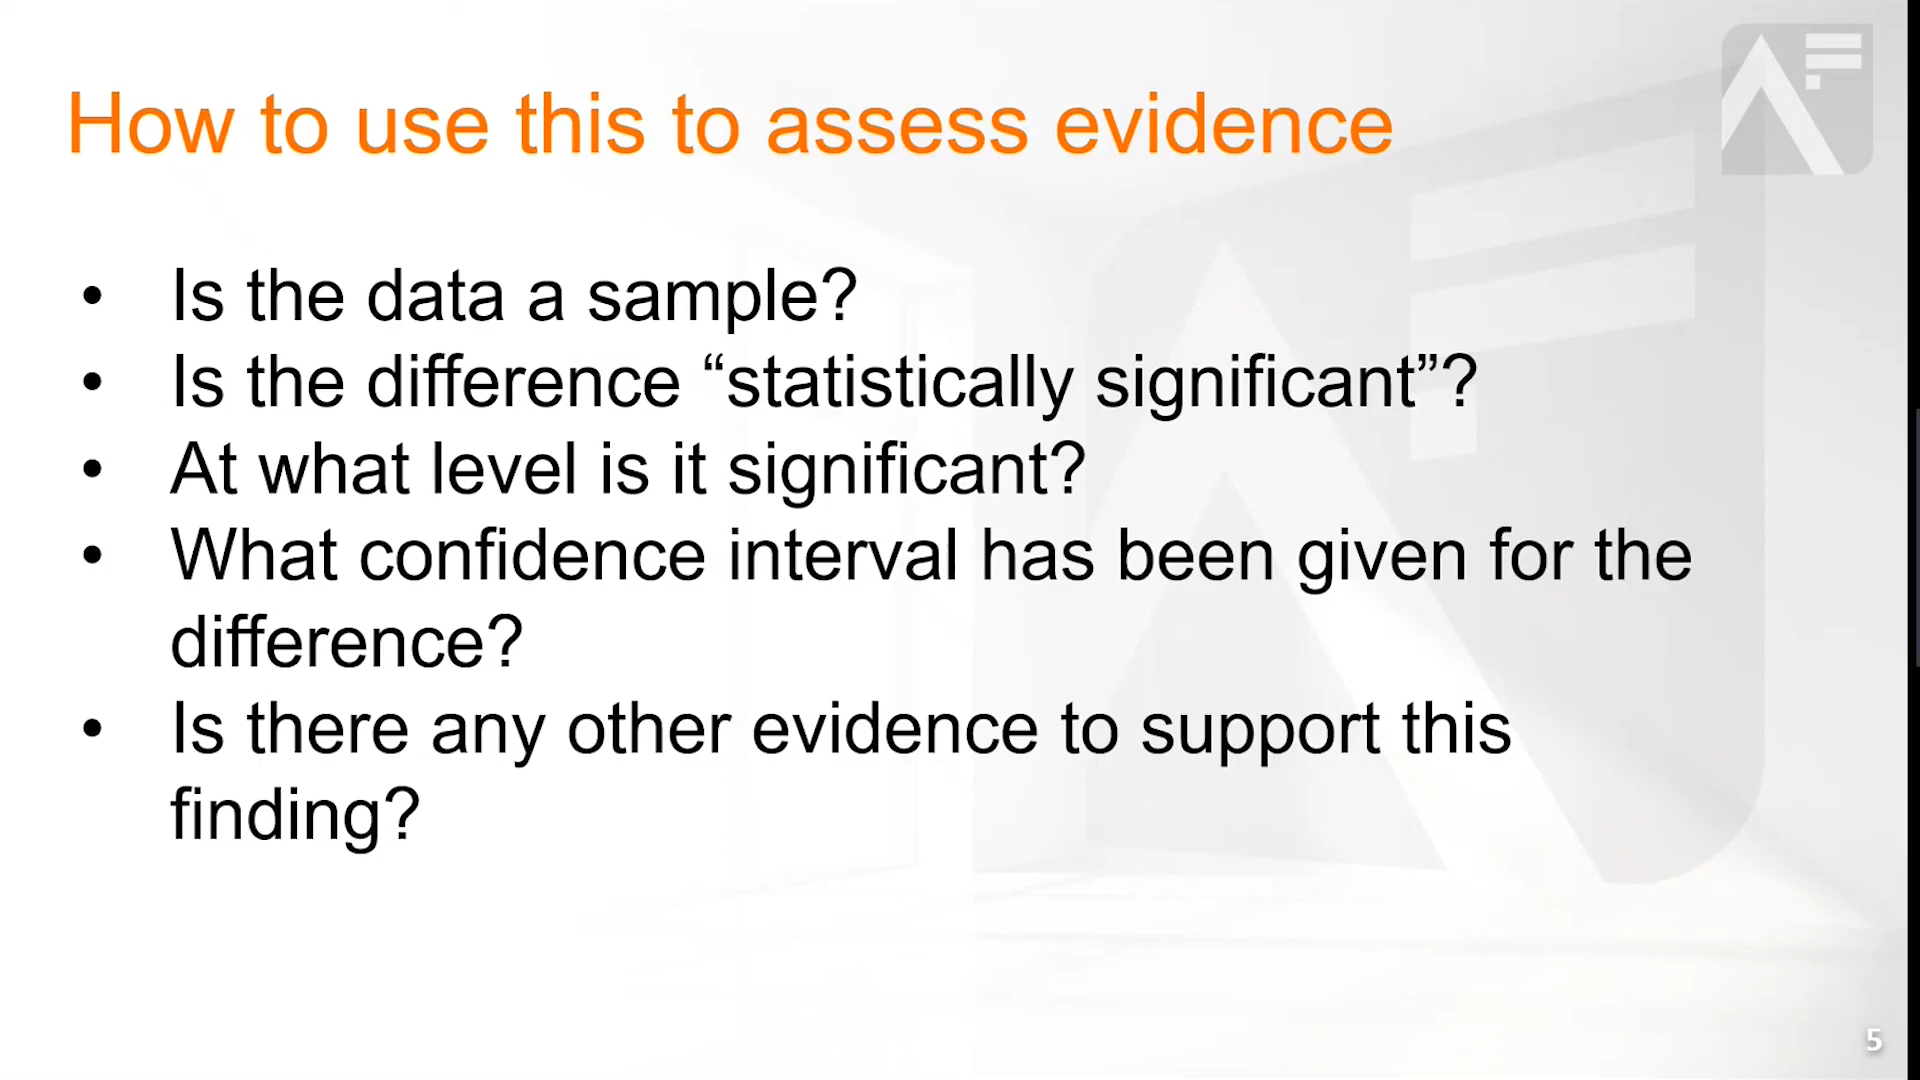 How to use this to assess evidence
• Is the data a sample?
• Is the difference “statistically significant”?
• At what level is it significant?
• What confidence interval has been given for the
difference?
• Is there any other evidence to support this
finding?
5